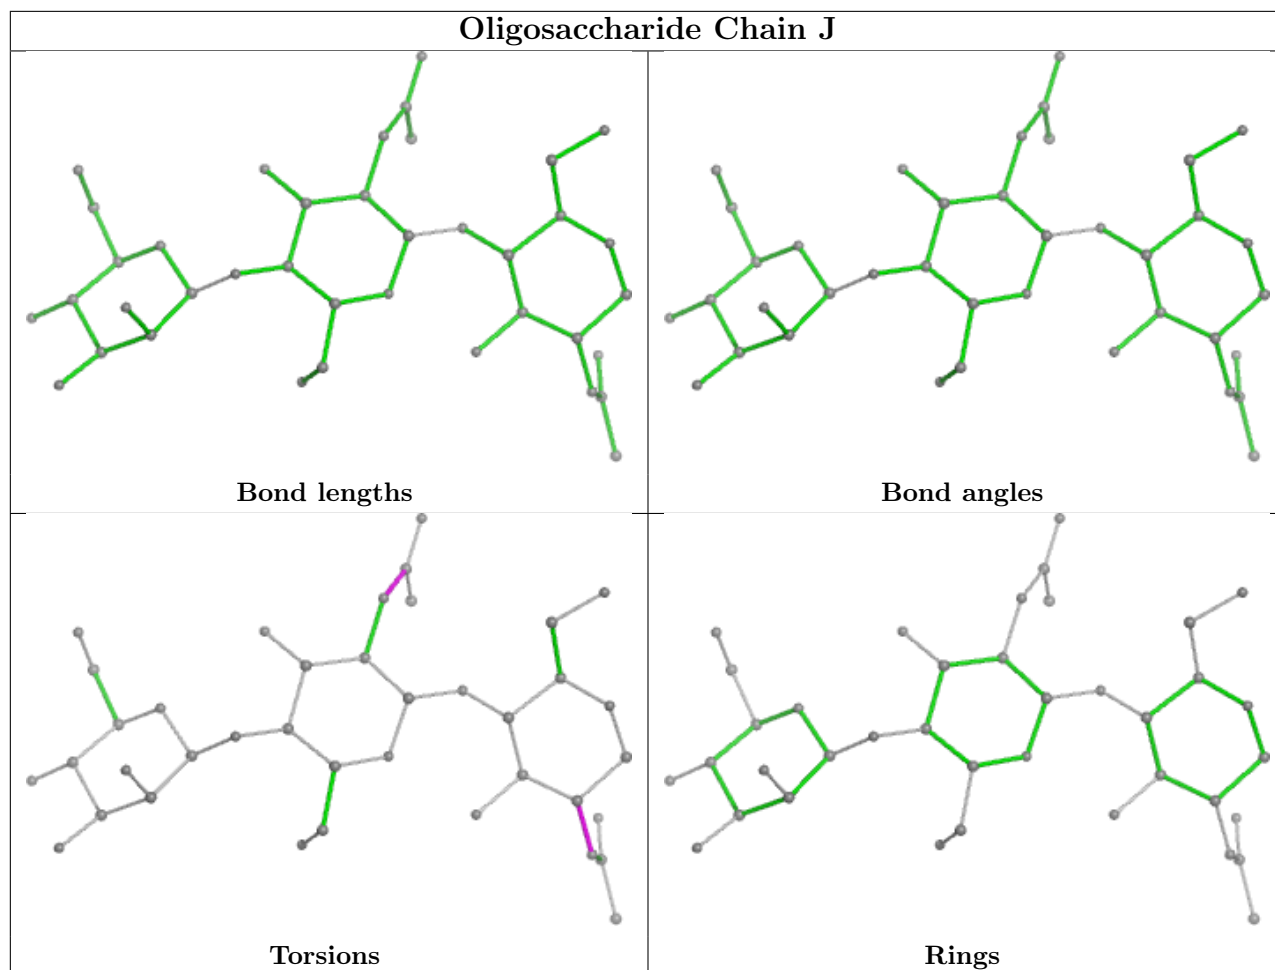 Oligosaccharide Chain J
Bond lengths
Bond angles
Torsions
Rings